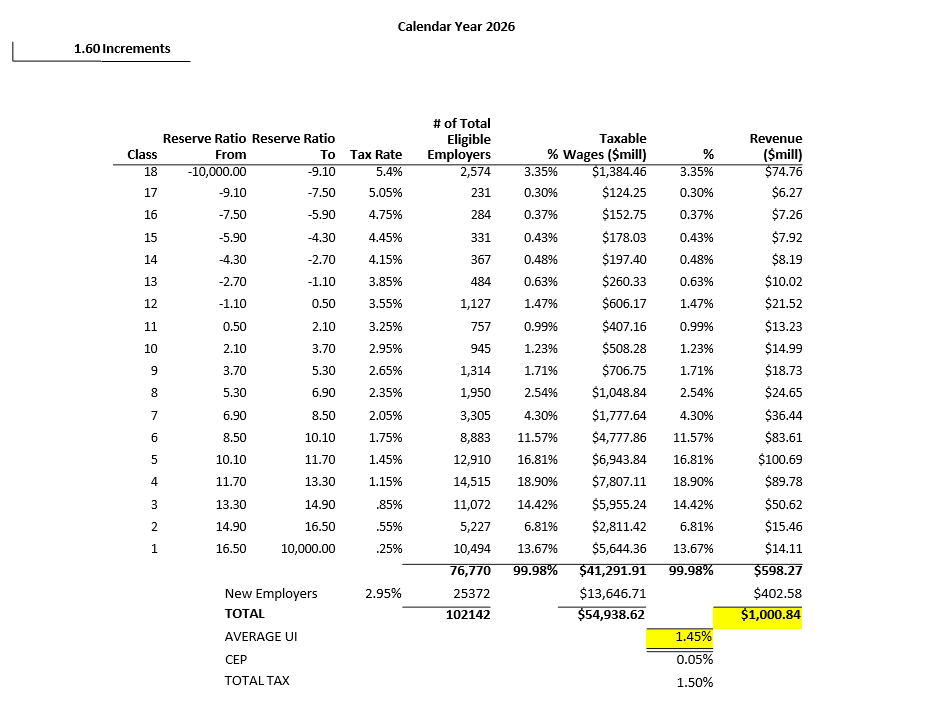 Calendar Year 2026
1.60 Increments
# of Total
Eligible Taxable Revenue
Reserve Ratio Reserve Ratio
Class From To Tax Rate Employers % Wages ($mill) % ($mill)
18 -10,000.00 -9.10 5.4% 2,574 3.35% $1,384.46 3.35% $74.76
17 -9.10 -7.50 5.05% 231 0.30% $124.25 0.30% $6.27
16 -7.50 -5.90 4.75% 284 0.37% $152.75 0.37% $7.26
15 -5.90 -4.30 4.45% 331 0.43% $178.03 0.43% $7.92
14 -4.30 -2.70 4.15% 367 0.48% $197.40 0.48% $8.19
13 -2.70 -1.10 3.85% 484 0.63% $260.33 0.63% $10.02
12 -1.10 0.50 3.55% 1,127 1.47% $606.17 1.47% $21.52
11 0.50 2.10 3.25% 757 0.99% $407.16 0.99% $13.23
10 2.10 3.70 2.95% 945 1.23% $508.28 1.23% $14.99
9 3.70 5.30 2.65% 1,314 1.71% $706.75 1.71% $18.73
8 5.30 6.90 2.35% 1,950 2.54% $1,048.84 2.54% $24.65
7 6.90 8.50 2.05% 3,305 4.30% $1,777.64 4.30% $36.44
6 8.50 10.10 1.75% 8,883 11.57% $4,777.86 11.57% $83.61
5 10.10 11.70 1.45% 12,910 16.81% $6,943.84 16.81% $100.69
4 11.70 13.30 1.15% 14,515 18.90% $7,807.11 18.90% $89.78
3 13.30 14.90 .85% 11,072 14.42% $5,955.24 14.42% $50.62
2 14.90 16.50 .55% 5,227 6.81% $2,811.42 6.81% $15.46
1 16.50 10,000.00 .25% 10,494 13.67% $5,644.36 13.67% $14.11
76,770 99.98% $41,291.91 99.98% $598.27
New Employers 2.95% 25372 $13,646.71 $402.58
TOTAL 102142 $54,938.62 $1,000.84
AVERAGE UI 1.45%
CEP 0.05%
TOTAL TAX 1.50%